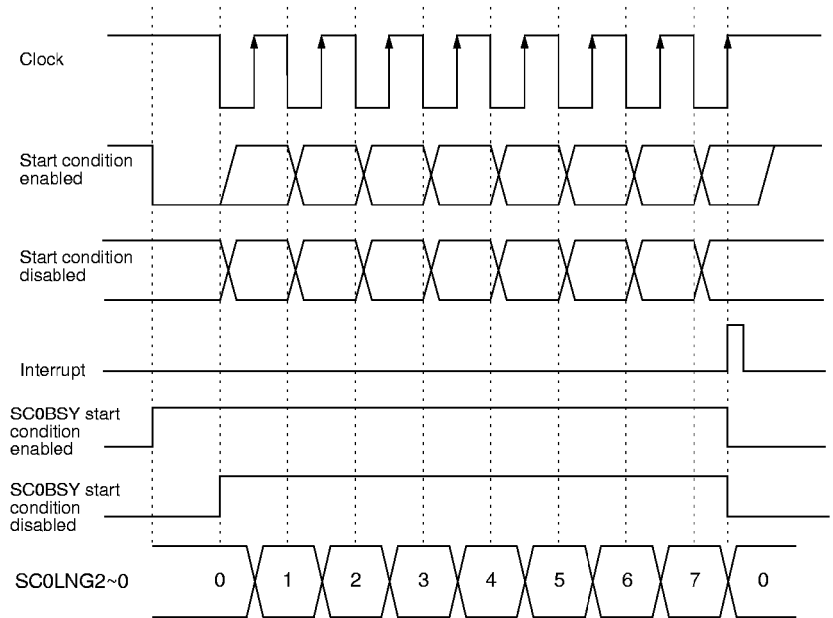 Clock
Start condition
enabled
Start condition
disabled
Interrupt
SC0BSY start
condition
enabled
SC0BSY start
condition
disabled
SC0LNG2~0 0 1 2 3 4 5 6 7 0